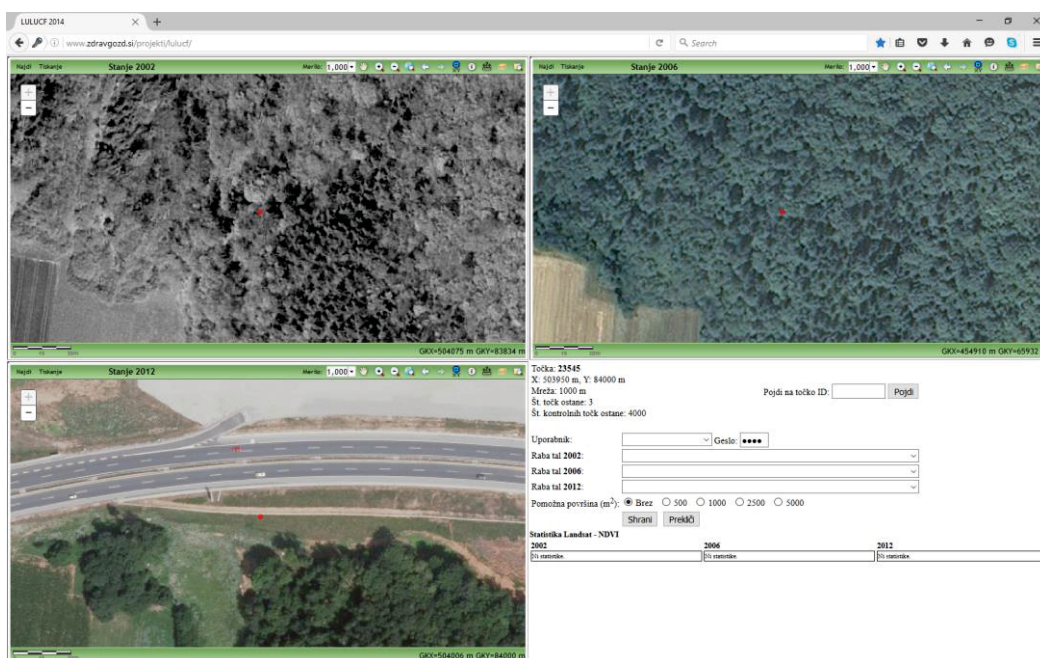 LULUCF 2014
www.zdravgozd.si/projekti/lulucf/
Search
Najdi Tiskanje Stanje 2002 Merilo: 1,000
GKX=504075 m GKY=83834 m
Najdi Tiskanje Stanje 2006 Merilo: 1,000
GKX=454910 m GKY=65932
Najdi Tiskanje Stanje 2012 Merilo: 1,000
GKX=504006 m GKY=84000 m
Točka: 23545
X: 503950 m, Y: 84000 m
Mreža: 1000 m
Št. točk ostane: 3
Št. kontrolnih točk ostane: 4000
Pojdi na točko ID: Pojdi
Uporabnik: Geslo:
Raba tal 2002:
Raba tal 2006:
Raba tal 2012:
Pomožna površina (m²): Brez 500 1000 2500 5000
Shrani Prekliči
Statistika Landsat - NDVI
2002 2006 2012
Ni statistike. Ni statistike. Ni statistike.